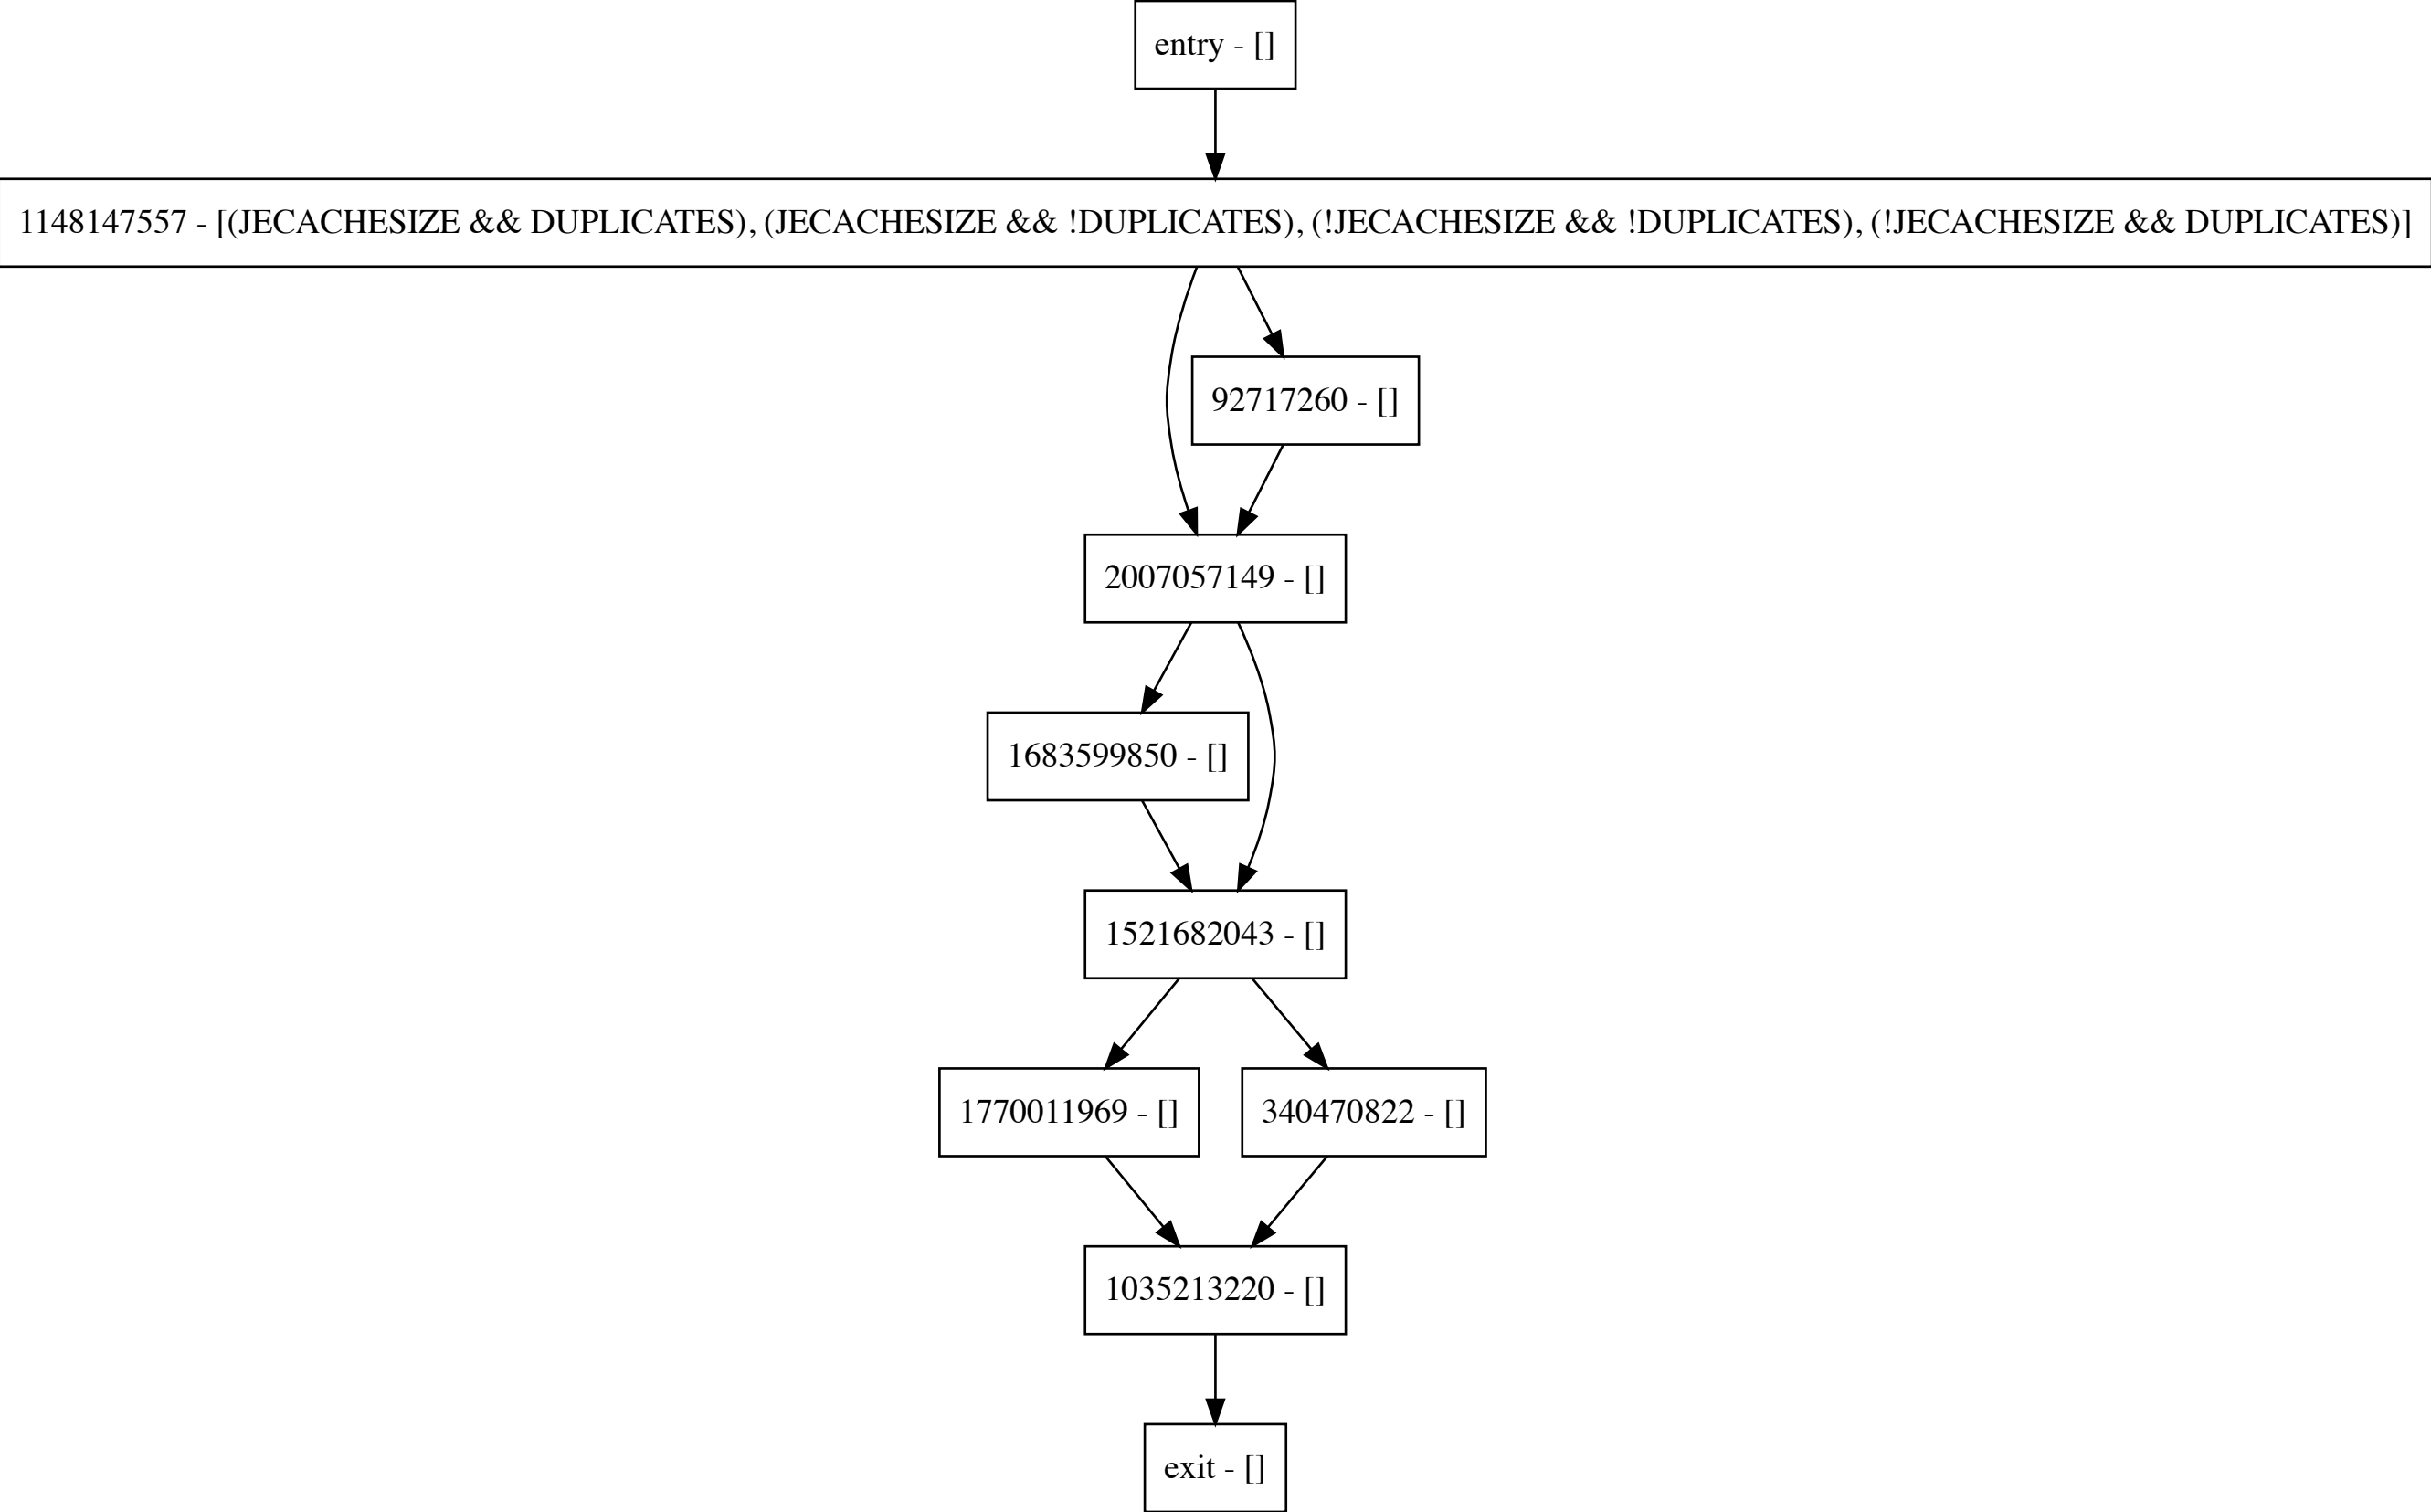 entry - []
1148147557 - [(JECACHESIZE && DUPLICATES), (JECACHESIZE && !DUPLICATES), (!JECACHESIZE && !DUPLICATES), (!JECACHESIZE && DUPLICATES)]
92717260 - []
2007057149 - []
1683599850 - []
1521682043 - []
1770011969 - []
340470822 - []
1035213220 - []
exit - []